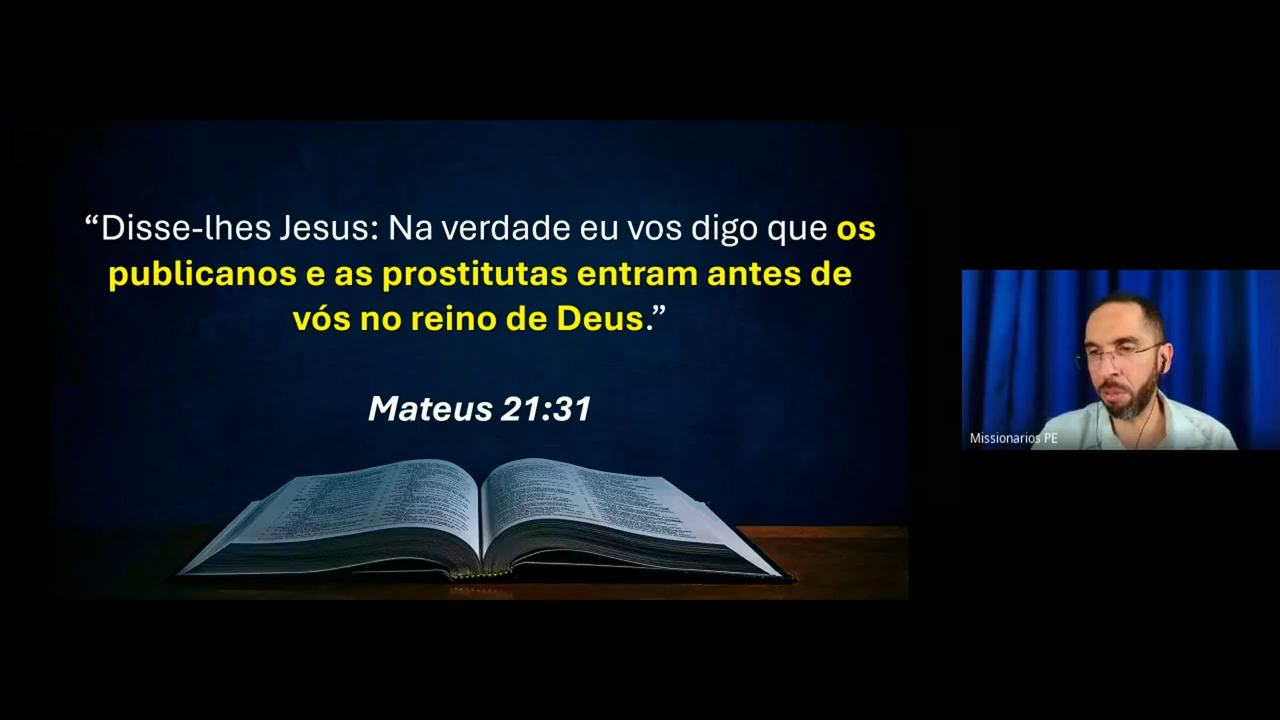 “Disse-lhes Jesus: Na verdade eu vos digo que os
publicanos e as prostitutas entram antes de
vós no reino de Deus.”
Mateus 21:31
Missionarios PE